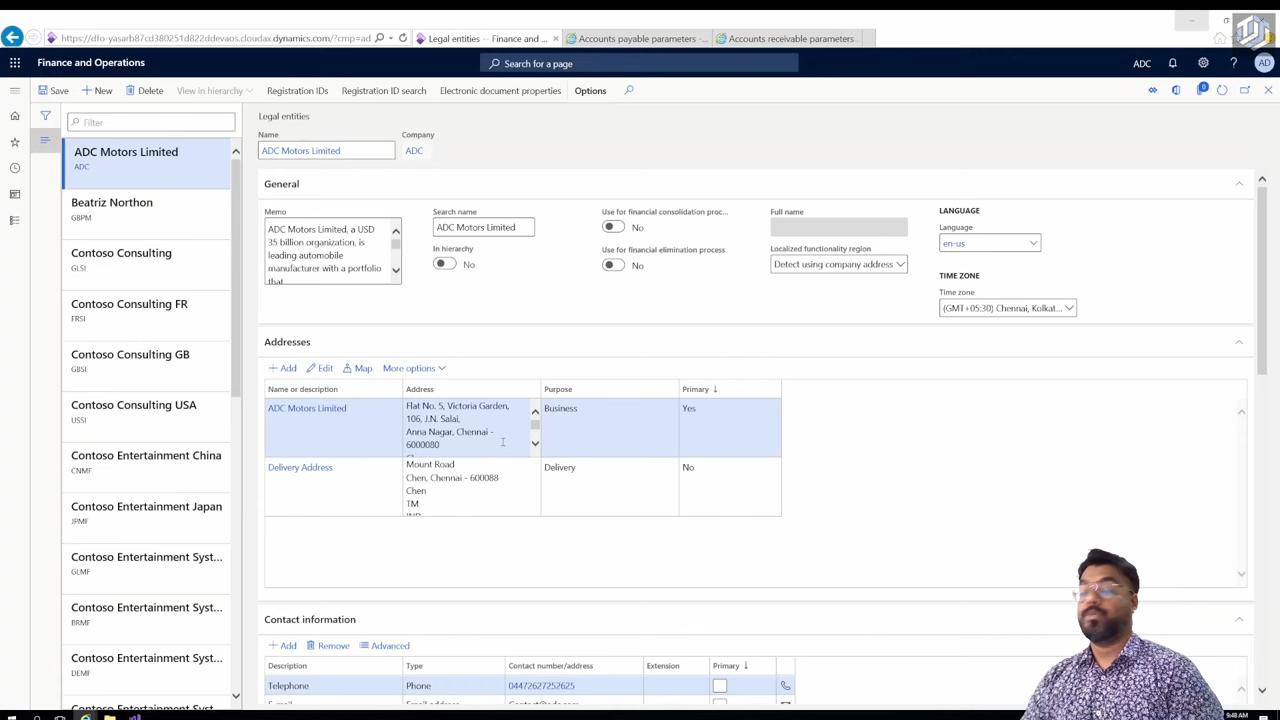 https://dfo-yasarb87cd380251d122ddevaos.cloudax.dynamics.com/?cmp=ad
Legal entities -- Finance and ...
Accounts payable parameters -...
Accounts receivable parameters...
Finance and Operations
Search for a page
ADC
?
AD
Save
New
Delete
View in hierarchy
Registration IDs
Registration ID search
Electronic document properties
Options
0
Filter
ADC Motors Limited
ADC
Beatriz Northon
GBPM
Contoso Consulting
GLSI
Contoso Consulting FR
FRSI
Contoso Consulting GB
GBSI
Contoso Consulting USA
USSI
Contoso Entertainment China
CNMF
Contoso Entertainment Japan
JPMF
Contoso Entertainment Syst...
GLMF
Contoso Entertainment Syst...
BRMF
Contoso Entertainment Syst...
DEMF
Contoso Entertainment Syst...
Legal entities
Name
Company
ADC Motors Limited
ADC
General
Memo
ADC Motors Limited, a USD
35 billion organization, is
leading automobile
manufacturer with a portfolio
that
Search name
ADC Motors Limited
In hierarchy
No
Use for financial consolidation proc...
No
Use for financial elimination process
No
Full name
Localized functionality region
Detect using company address
LANGUAGE
Language
en-us
TIME ZONE
Time zone
(GMT+05:30) Chennai, Kolkat...
Addresses
+ Add
Edit
Map
More options
Name or description
Address
Purpose
Primary ↓
ADC Motors Limited
Flat No. 5, Victoria Garden,
106, J.N. Salai,
Anna Nagar, Chennai -
6000080
Business
Yes
Delivery Address
Mount Road
Chen, Chennai - 600088
Chen
TM
IND
Delivery
No
Contact information
+ Add
Remove
Advanced
Description
Type
Contact number/address
Extension
Primary ↓
Telephone
Phone
04472627252625
9:48 AM